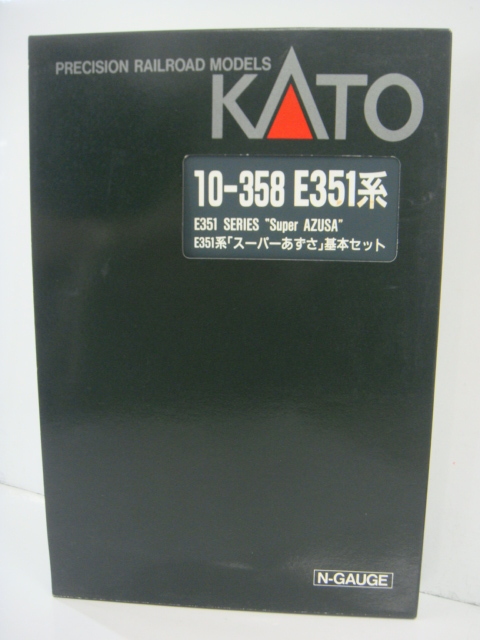 PRECISION RAILROAD MODELS
KATO
10-358 E351系
E351 SERIES "Super AZUSA"
E351系「スーパーあずさ」基本セット
N-GAUGE